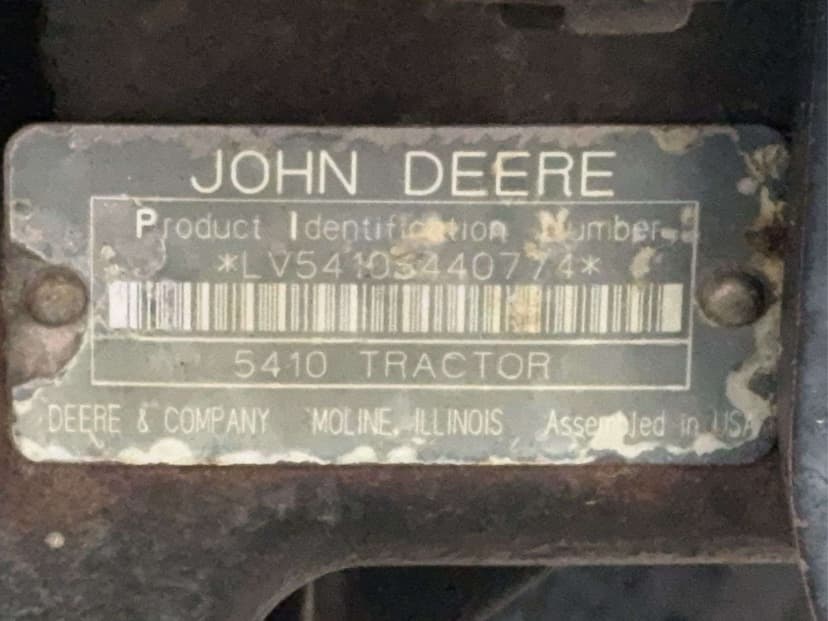 JOHN DEERE
Product Identification Number
*LV5410S440774*
5410 TRACTOR
DEERE & COMPANY MOLINE, ILLINOIS Assembled in USA